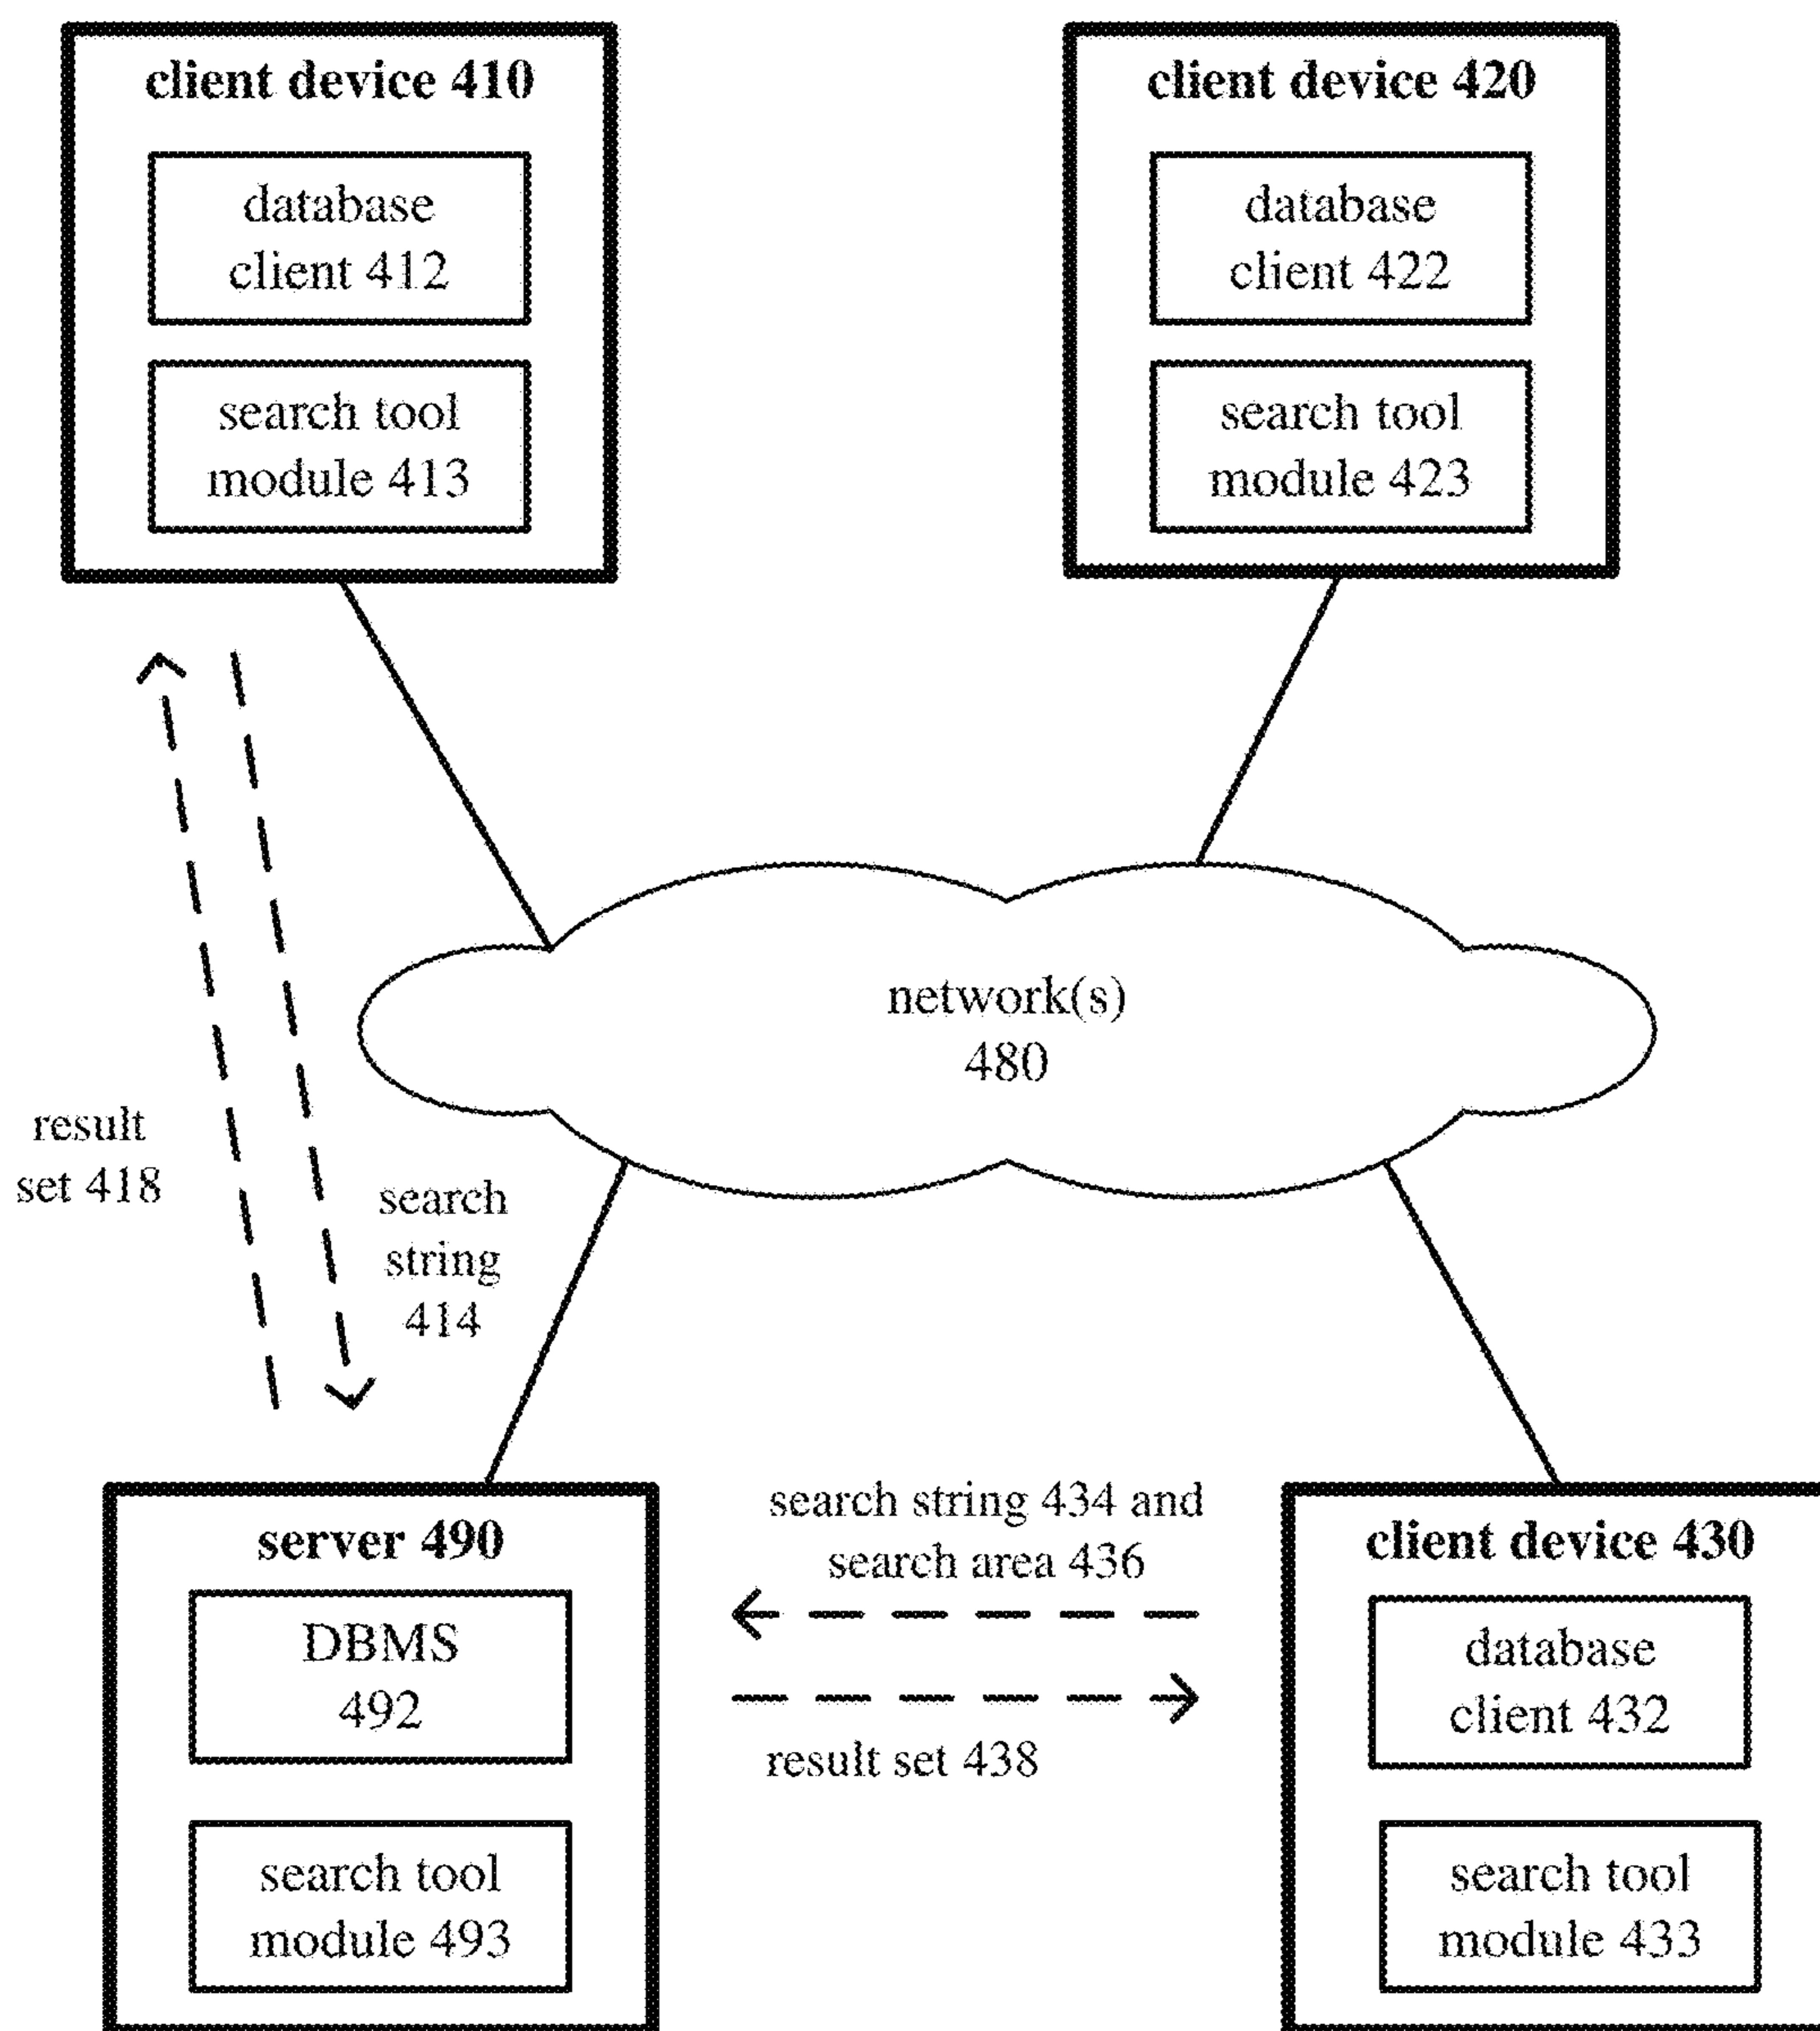 client device 410
database
client 412
search tool
module 413
client device 420
database
client 422
search tool
module 423
network(s)
480
result
set 418
search
string
414
server 490
DBMS
492
search tool
module 493
search string 434 and
search area 436
result set 438
client device 430
database
client 432
search tool
module 433